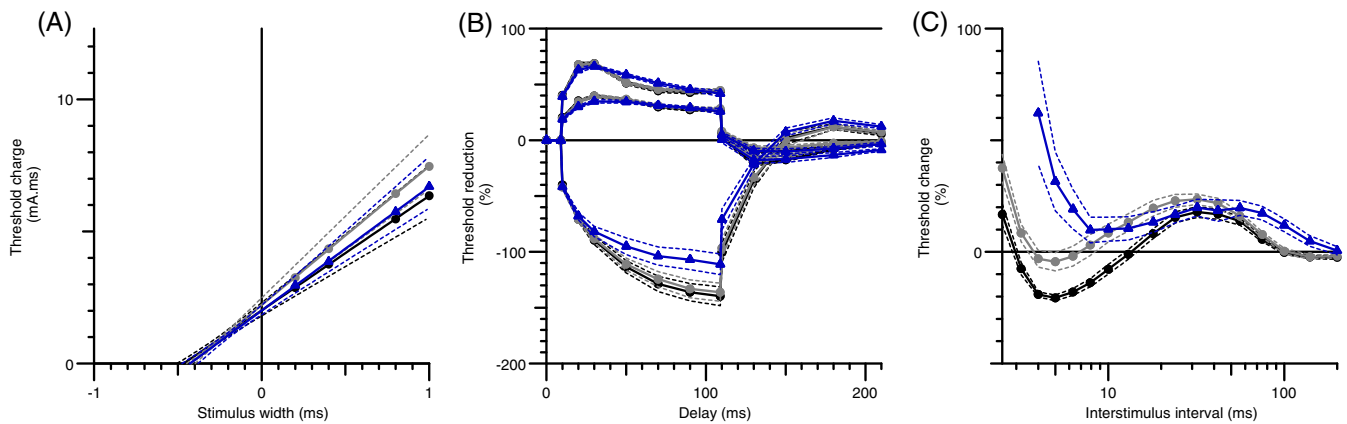 (A)
Threshold charge
(mA.ms)
10
0
-1
0
1
Stimulus width (ms)
(B)
Threshold reduction
(%)
100
0
-100
-200
0
100
200
Delay (ms)
(C)
Threshold change
(%)
100
0
10
100
Interstimulus interval (ms)